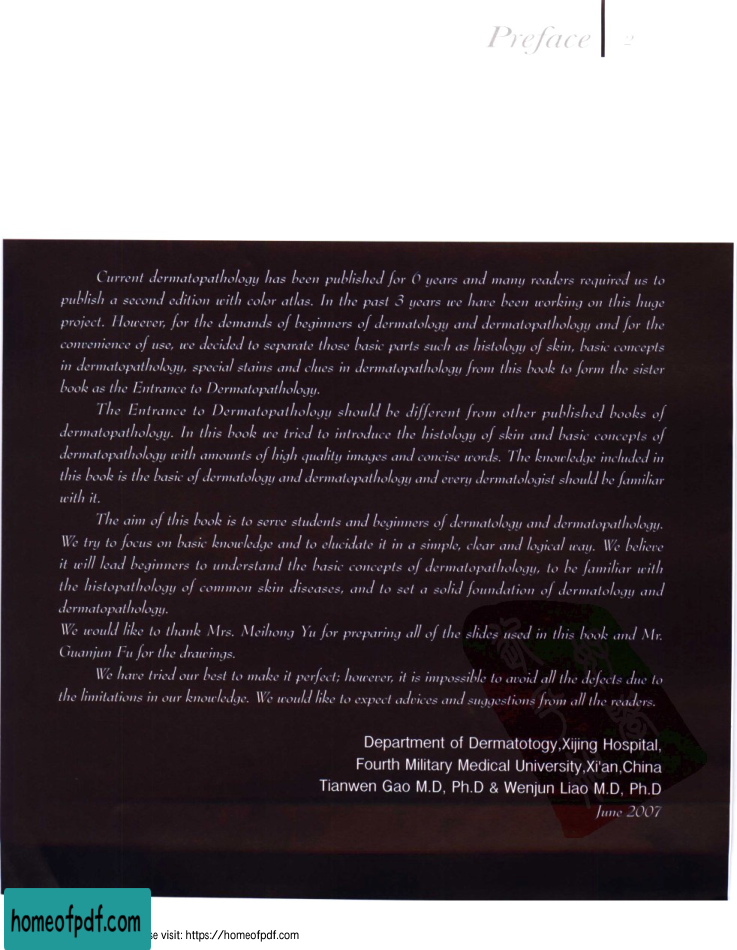 Preface 2
Current dermatopathology has been published for 6 years and many readers required us to
publish a second edition with color atlas. In the past 3 years we have been working on this huge
project. However, for the demands of beginners of dermatology and dermatopathology and for the
convenience of use, we decided to separate those basic parts such as histology of skin, basic concepts
in dermatopathology, special stains and clues in dermatopathology from this book to form the sister
book as the Entrance to Dermatopathology.
The Entrance to Dermatopathology should be different from other published books of
dermatopathology. In this book we tried to introduce the histology of skin and basic concepts of
dermatopathology with amounts of high quality images and concise words. The knowledge included in
this book is the basic of dermatology and dermatopathology and every dermatologist should be familiar
with it.
The aim of this book is to serve students and beginners of dermatology and dermatopathology.
We try to focus on basic knowledge and to elucidate it in a simple, clear and logical way. We believe
it will lead beginners to understand the basic concepts of dermatopathology, to be familiar with
the histopathology of common skin diseases, and to set a solid foundation of dermatology and
dermatopathology.
We would like to thank Mrs. Meihong Yu for preparing all of the slides used in this book and Mr.
Guanjun Fu for the drawings.
We have tried our best to make it perfect; however, it is impossible to avoid all the defects due to
the limitations in our knowledge. We would like to expect advices and suggestions from all the readers.
Department of Dermatotogy,Xijing Hospital,
Fourth Military Medical University,Xi'an,China
Tianwen Gao M.D, Ph.D & Wenjun Liao M.D, Ph.D
June 2007
homeofpdf.com
se visit: https://homeofpdf.com